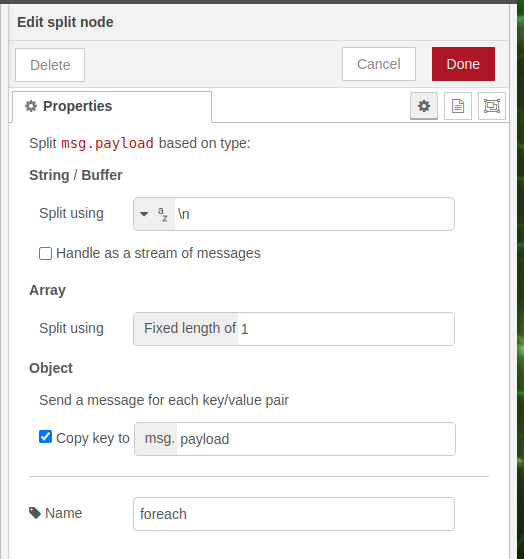 Edit split node
Delete
Cancel
Done
Properties
Split msg.payload based on type:
String / Buffer
Split using
a
z
\n
Handle as a stream of messages
Array
Split using
Fixed length of 1
Object
Send a message for each key/value pair
Copy key to
msg. payload
Name
foreach